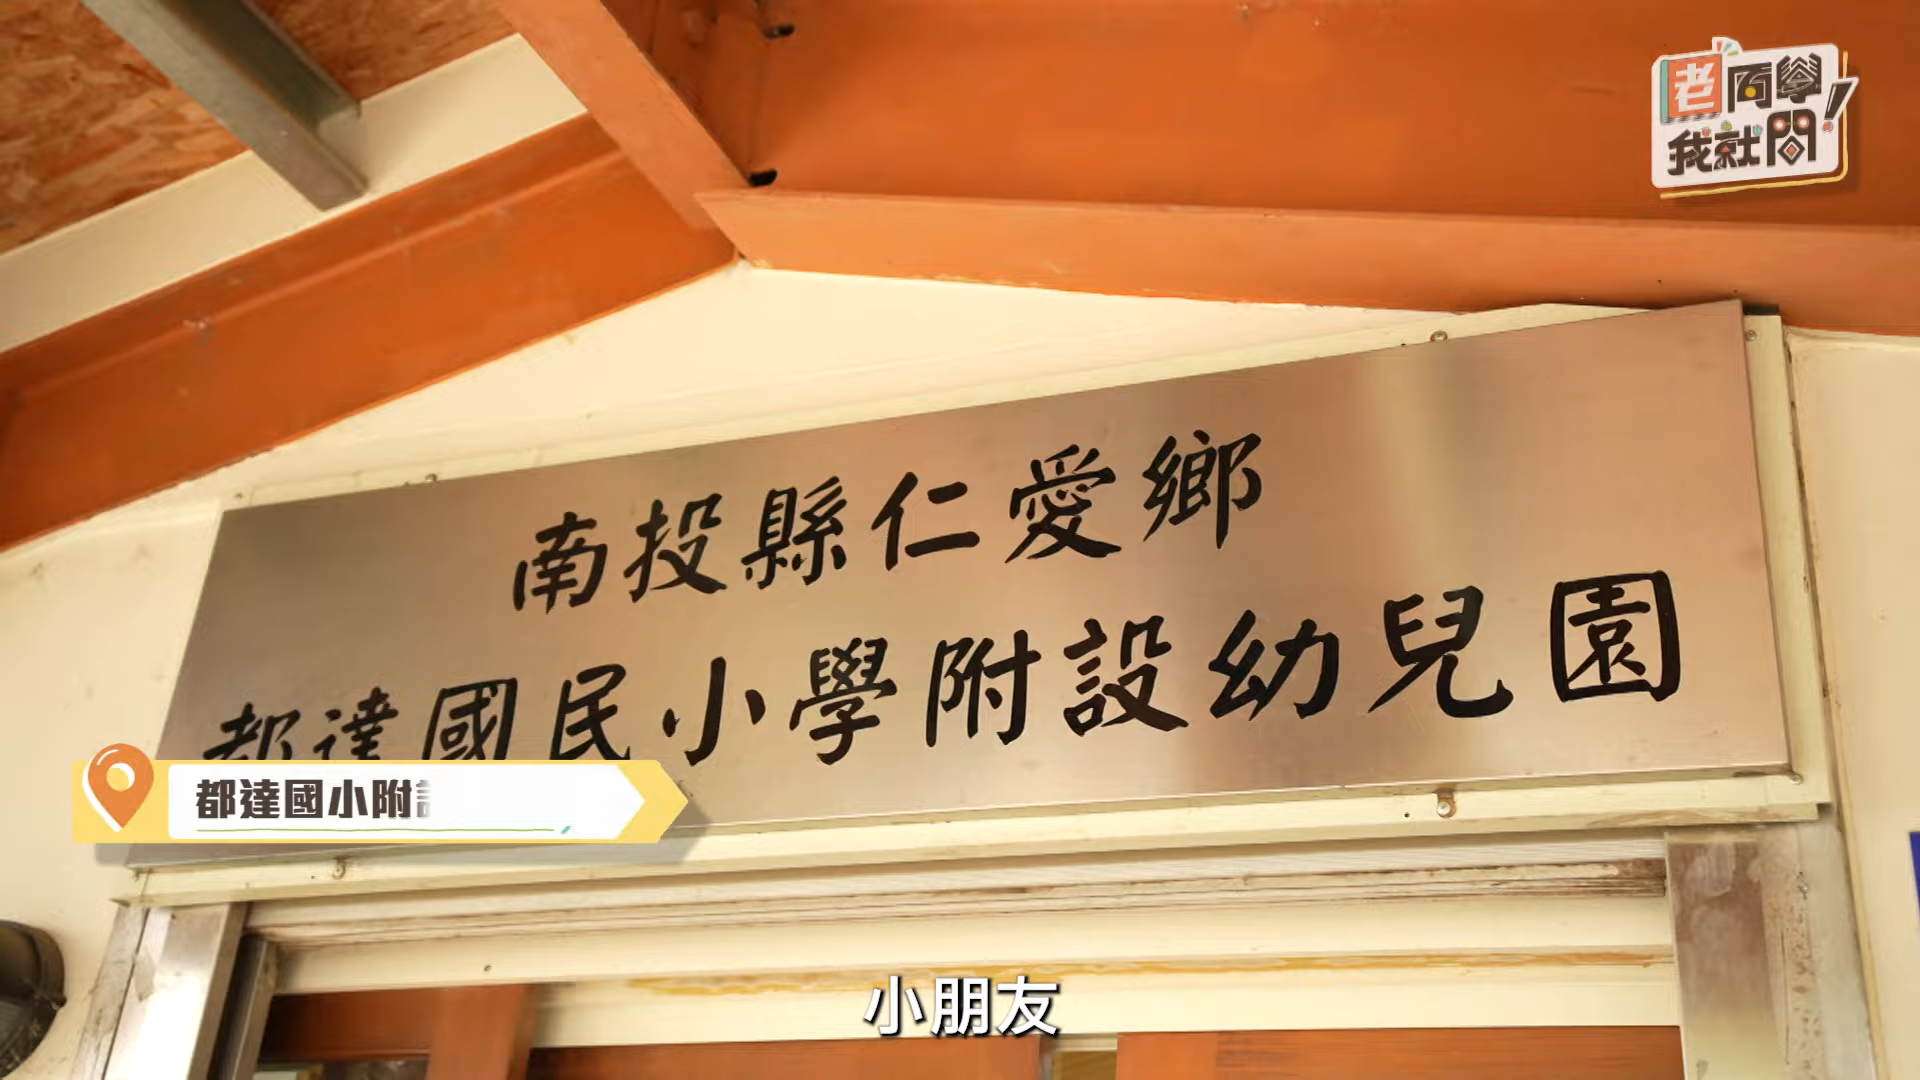 老同學
我就問!
南投縣仁愛鄉
都達國民小學附設幼兒園
都達國小附設
小朋友